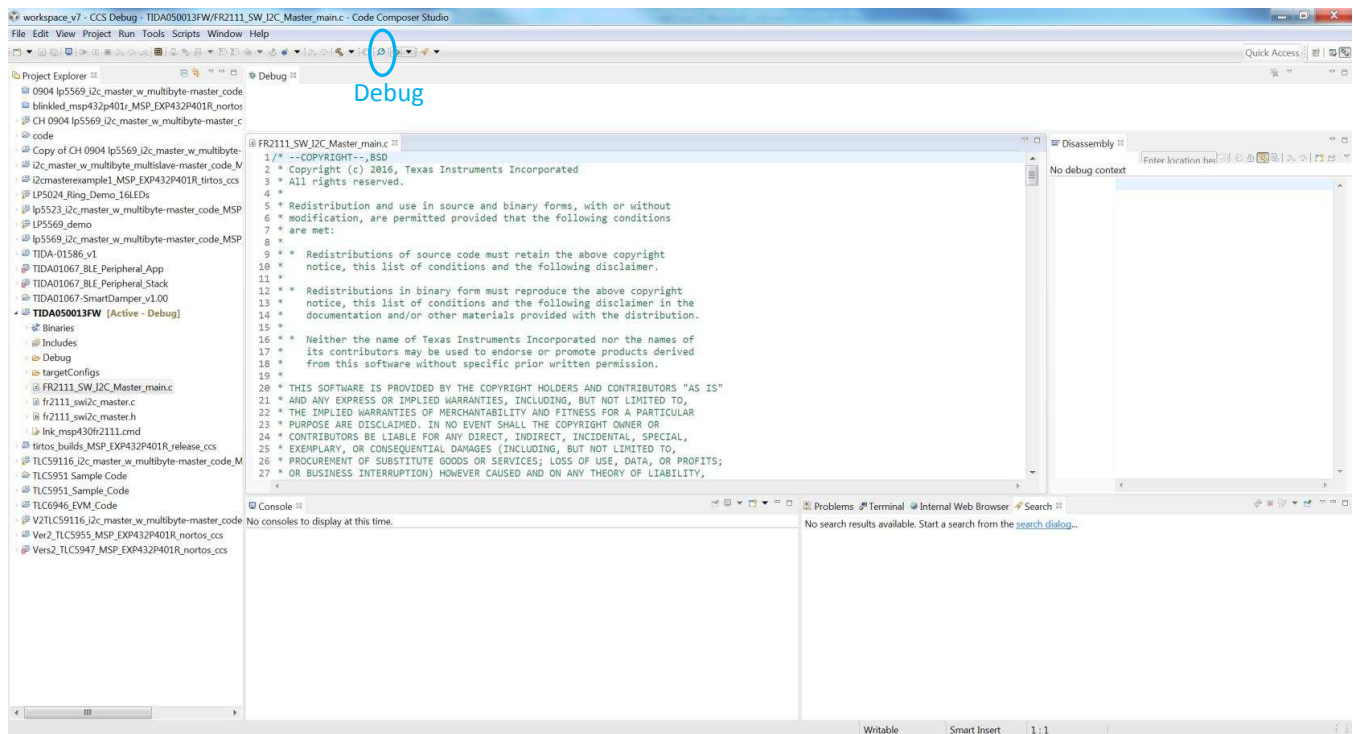 workspace_v7 - CCS Debug - TIDA050013FW/FR2111_SW_I2C_Master_main.c - Code Composer Studio
File Edit View Project Run Tools Scripts Window Help
Quick Access
Debug
Project Explorer
0904 lp5569_i2c_master_w_multibyte-master_code
blinkled_msp432p401r_MSP_EXP432P401R_nortos
CH 0904 lp5569_i2c_master_w_multibyte-master_c
code
Copy of CH 0904 lp5569_i2c_master_w_multibyte-
i2c_master_w_multibyte_multislave-master_code_M
i2cmasterexample1_MSP_EXP432P401R_tirtos_ccs
LP5024_Ring_Demo_16LEDs
lp5523_i2c_master_w_multibyte-master_code_MSP
LP5569_demo
lp5569_i2c_master_w_multibyte-master_code_MSP
TIDA-01586_v1
TIDA01067_BLE_Peripheral_App
TIDA01067_BLE_Peripheral_Stack
TIDA01067-SmartDamper_v1.00
TIDA050013FW [Active - Debug]
Binaries
Includes
Debug
targetConfigs
FR2111_SW_I2C_Master_main.c
fr2111_swi2c_master.c
fr2111_swi2c_master.h
lnk_msp430fr2111.cmd
tirtos_builds_MSP_EXP432P401R_release_ccs
TLC59116_i2c_master_w_multibyte-master_code_M
TLC5951 Sample Code
TLC5951_Sample_Code
TLC6946_EVM_Code
V2TLC59116_i2c_master_w_multibyte-master_code
Ver2_TLC5955_MSP_EXP432P401R_nortos_ccs
Vers2_TLC5947_MSP_EXP432P401R_nortos_ccs
Debug
FR2111_SW_I2C_Master_main.c
1 /* --COPYRIGHT--,BSD
2 * Copyright (c) 2016, Texas Instruments Incorporated
3 * All rights reserved.
4 *
5 * Redistribution and use in source and binary forms, with or without
6 * modification, are permitted provided that the following conditions
7 * are met:
8 *
9 * * Redistributions of source code must retain the above copyright
10 * notice, this list of conditions and the following disclaimer.
11 *
12 * * Redistributions in binary form must reproduce the above copyright
13 * notice, this list of conditions and the following disclaimer in the
14 * documentation and/or other materials provided with the distribution.
15 *
16 * * Neither the name of Texas Instruments Incorporated nor the names of
17 * its contributors may be used to endorse or promote products derived
18 * from this software without specific prior written permission.
19 *
20 * THIS SOFTWARE IS PROVIDED BY THE COPYRIGHT HOLDERS AND CONTRIBUTORS "AS IS"
21 * AND ANY EXPRESS OR IMPLIED WARRANTIES, INCLUDING, BUT NOT LIMITED TO,
22 * THE IMPLIED WARRANTIES OF MERCHANTABILITY AND FITNESS FOR A PARTICULAR
23 * PURPOSE ARE DISCLAIMED. IN NO EVENT SHALL THE COPYRIGHT OWNER OR
24 * CONTRIBUTORS BE LIABLE FOR ANY DIRECT, INDIRECT, INCIDENTAL, SPECIAL,
25 * EXEMPLARY, OR CONSEQUENTIAL DAMAGES (INCLUDING, BUT NOT LIMITED TO,
26 * PROCUREMENT OF SUBSTITUTE GOODS OR SERVICES; LOSS OF USE, DATA, OR PROFITS;
27 * OR BUSINESS INTERRUPTION) HOWEVER CAUSED AND ON ANY THEORY OF LIABILITY,
Disassembly
Enter location her
No debug context
Console
No consoles to display at this time.
Problems Terminal Internal Web Browser Search
No search results available. Start a search from the search dialog...
Writable Smart Insert 1 : 1